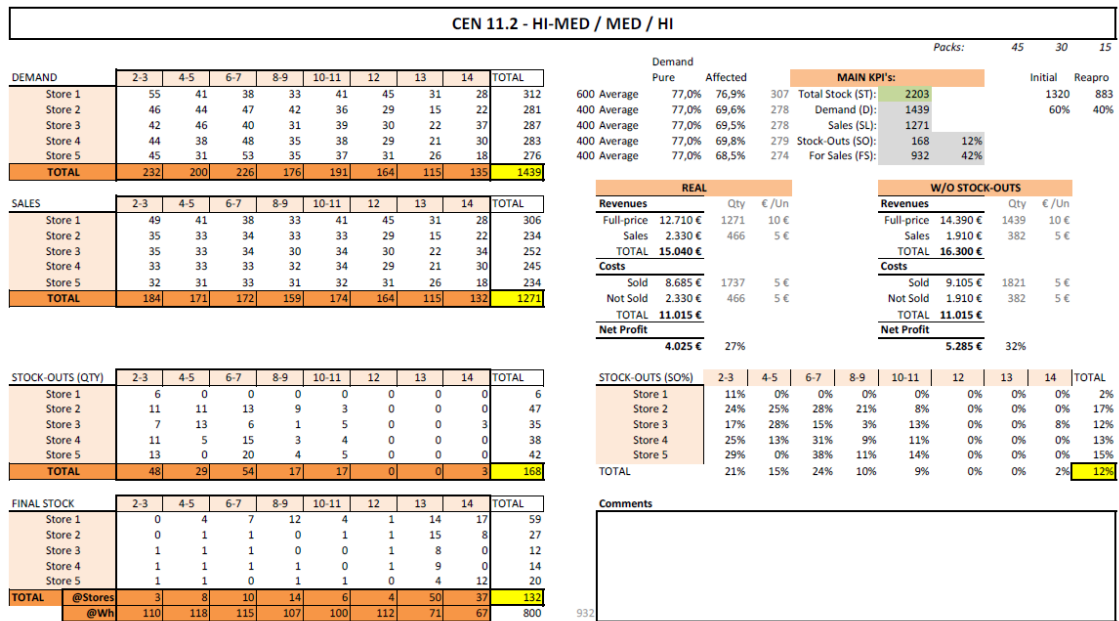 CEN 11.2 - HI-MED / MED / HI
Packs: 45 30 15
Demand
DEMAND 2-3 4-5 6-7 8-9 10-11 12 13 14 TOTAL Pure Affected MAIN KPI's: Initial Reapro
Store 1 55 41 38 33 41 45 31 28 312 600 Average 77,0% 76,9% 307 Total Stock (ST): 2203 1320 883
Store 2 46 44 47 42 36 29 15 22 281 400 Average 77,0% 69,6% 278 Demand (D): 1439 60% 40%
Store 3 42 46 40 31 39 30 22 37 287 400 Average 77,0% 69,5% 278 Sales (SL): 1271
Store 4 44 38 48 35 38 29 21 30 283 400 Average 77,0% 69,8% 279 Stock-Outs (SO): 168 12%
Store 5 45 31 53 35 37 31 26 18 276 400 Average 77,0% 68,5% 274 For Sales (FS): 932 42%
TOTAL 232 200 226 176 191 164 115 135 1439
REAL W/O STOCK-OUTS
SALES 2-3 4-5 6-7 8-9 10-11 12 13 14 TOTAL Revenues Qty €/Un Revenues Qty €/Un
Store 1 49 41 38 33 41 45 31 28 306 Full-price 12.710 € 1271 10 € Full-price 14.390 € 1439 10 €
Store 2 35 33 34 33 33 29 15 22 234 Sales 2.330 € 466 5 € Sales 1.910 € 382 5 €
Store 3 35 33 34 30 34 30 22 34 252 TOTAL 15.040 € TOTAL 16.300 €
Store 4 33 33 33 32 34 29 21 30 245 Costs Costs
Store 5 32 31 33 31 32 31 26 18 234 Sold 8.685 € 1737 5 € Sold 9.105 € 1821 5 €
TOTAL 184 171 172 159 174 164 115 132 1271 Not Sold 2.330 € 466 5 € Not Sold 1.910 € 382 5 €
TOTAL 11.015 € TOTAL 11.015 €
Net Profit Net Profit
4.025 € 27% 5.285 € 32%
STOCK-OUTS (QTY) 2-3 4-5 6-7 8-9 10-11 12 13 14 TOTAL STOCK-OUTS (SO%) 2-3 4-5 6-7 8-9 10-11 12 13 14 TOTAL
Store 1 6 0 0 0 0 0 0 0 6 Store 1 11% 0% 0% 0% 0% 0% 0% 0% 2%
Store 2 11 11 13 9 3 0 0 0 47 Store 2 24% 25% 28% 21% 8% 0% 0% 0% 17%
Store 3 7 13 6 1 5 0 0 3 35 Store 3 17% 28% 15% 3% 13% 0% 0% 8% 12%
Store 4 11 5 15 3 4 0 0 0 38 Store 4 25% 13% 31% 9% 11% 0% 0% 0% 13%
Store 5 13 0 20 4 5 0 0 0 42 Store 5 29% 0% 38% 11% 14% 0% 0% 0% 15%
TOTAL 48 29 54 17 17 0 0 3 168 TOTAL 21% 15% 24% 10% 9% 0% 0% 2% 12%
FINAL STOCK 2-3 4-5 6-7 8-9 10-11 12 13 14 TOTAL Comments
Store 1 0 4 7 12 4 1 14 17 59
Store 2 0 1 1 0 1 1 15 8 27
Store 3 1 1 1 0 0 1 8 0 12
Store 4 1 1 1 1 0 1 9 0 14
Store 5 1 1 0 1 1 0 4 12 20
TOTAL @Stores 3 8 10 14 6 4 50 37 132
@Wh 110 118 115 107 100 112 71 67 800 932